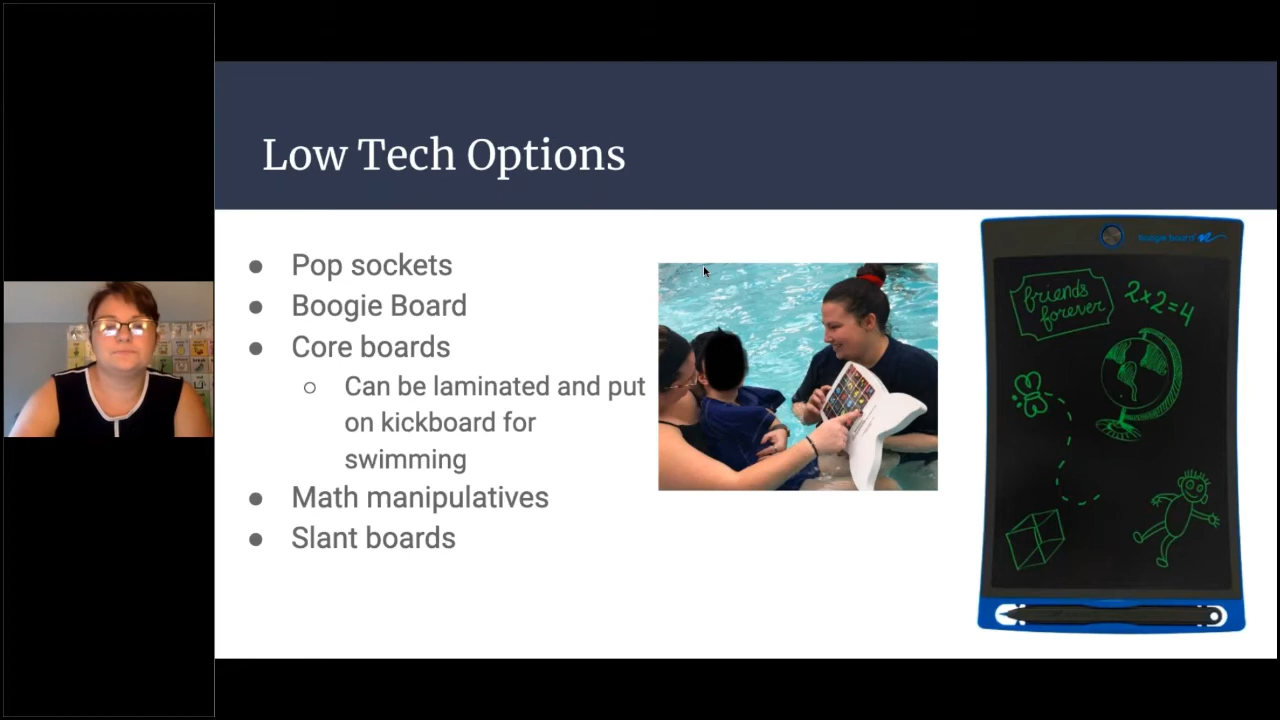 Low Tech Options
● Pop sockets
● Boogie Board
● Core boards
○ Can be laminated and put
on kickboard for
swimming
● Math manipulatives
● Slant boards
boogie board
friends
forever
2x2=4